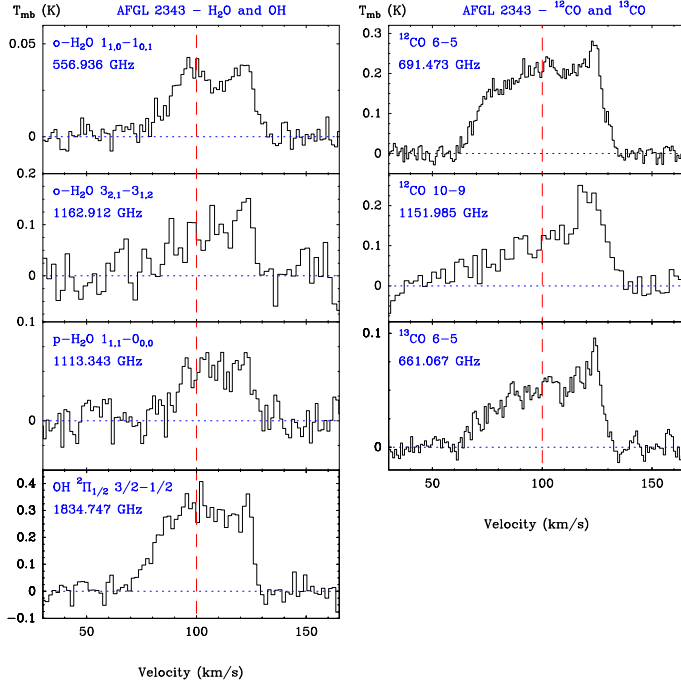 T_mb (K) AFGL 2343 – H₂O and OH
0.05
0
o–H₂O 1₁,₀–1₀,₁
556.936 GHz
0.2
0.1
0
o–H₂O 3₂,₁–3₁,₂
1162.912 GHz
0.1
0
p–H₂O 1₁,₁–0₀,₀
1113.343 GHz
OH ²Π₁/₂ 3/2–1/2
1834.747 GHz
0.4
0.3
0.2
0.1
0
−0.1
50 100 150
Velocity (km/s)
T_mb (K) AFGL 2343 – ¹²CO and ¹³CO
0.3
0.2
0.1
0
¹²CO 6–5
691.473 GHz
0.2
0.1
0
¹²CO 10–9
1151.985 GHz
0.1
0
¹³CO 6–5
661.067 GHz
50 100 150
Velocity (km/s)